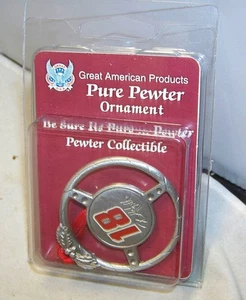 Great American Products
Pure Pewter
Ornament
Be Sure Its Pure Pewter
Pewter Collectible
18